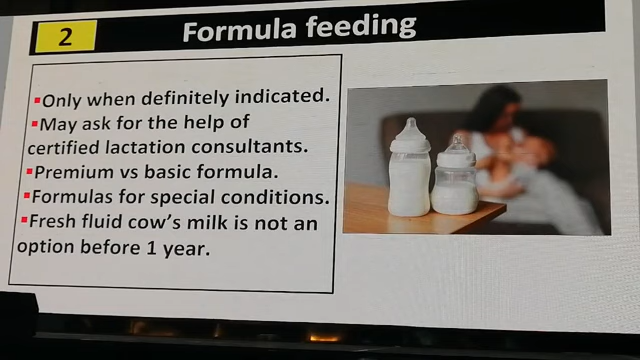 2
Formula feeding
▪Only when definitely indicated.
▪May ask for the help of
certified lactation consultants.
▪Premium vs basic formula.
▪Formulas for special conditions.
▪Fresh fluid cow's milk is not an
option before 1 year.